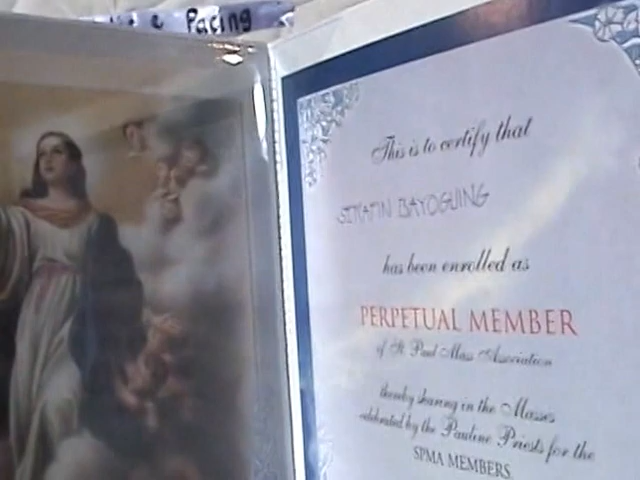 Pacing
This is to certify that
SERAFIN BAYOGUING
has been enrolled as
PERPETUAL MEMBER
of St. Paul Mass Association
thereby sharing in the Masses
celebrated by the Pauline Priests for the
SPMA MEMBERS